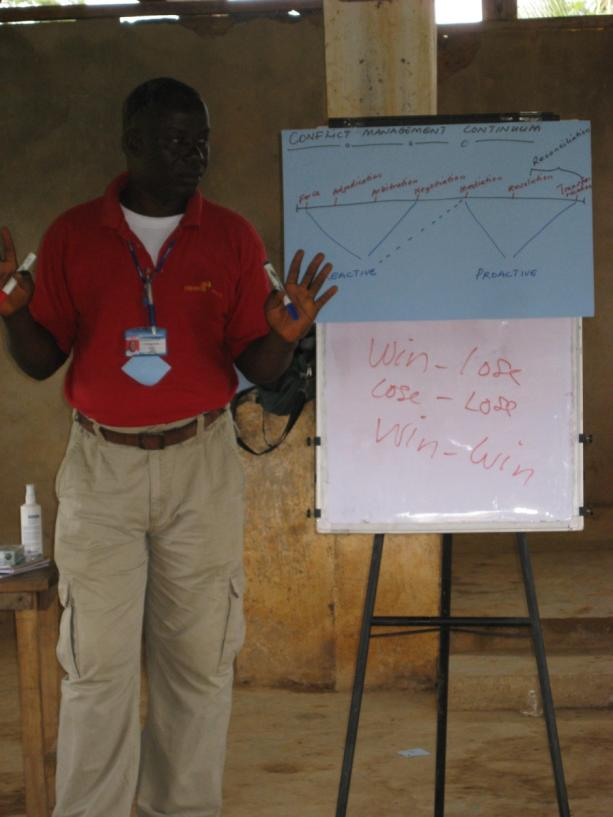 CONFLICT MANAGEMENT CONTINUUM
Reconciliation
Force Adjudication Arbitration Negotiation Mediation Resolution
REACTIVE PROACTIVE
Win - lose
Lose - Lose
Win - Win